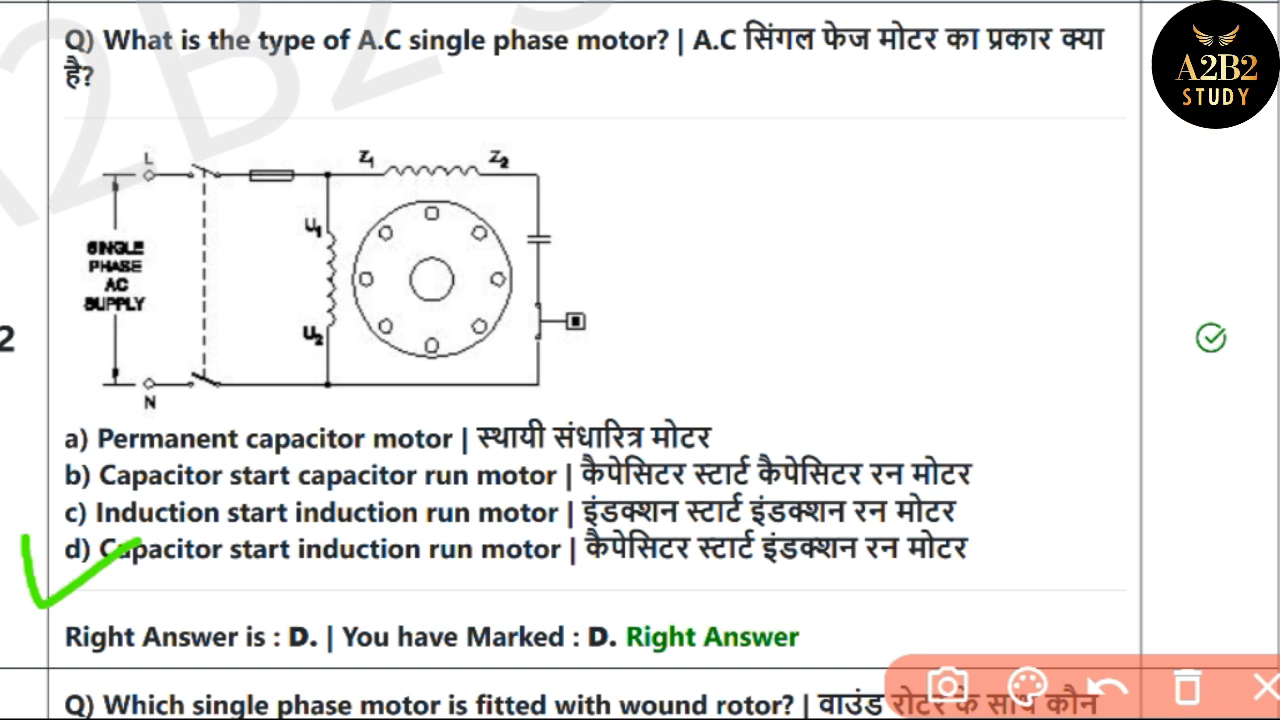 Q) What is the type of A.C single phase motor? | A.C सिंगल फेज मोटर का प्रकार क्या
है?
A2B2
STUDY
L
Z1
Z2
U1
SINGLE
PHASE
AC
SUPPLY
U2
N
2
a) Permanent capacitor motor | स्थायी संधारित्र मोटर
b) Capacitor start capacitor run motor | कैपेसिटर स्टार्ट कैपेसिटर रन मोटर
c) Induction start induction run motor | इंडक्शन स्टार्ट इंडक्शन रन मोटर
d) Capacitor start induction run motor | कैपेसिटर स्टार्ट इंडक्शन रन मोटर
Right Answer is : D. | You have Marked : D. Right Answer
Q) Which single phase motor is fitted with wound rotor? | वाउंड रोटर के साथ कौन